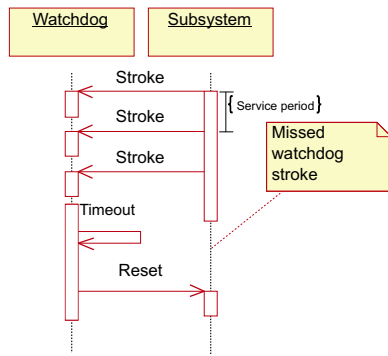 Watchdog
Subsystem
Stroke
{ Service period }
Stroke
Missed
watchdog
stroke
Stroke
Timeout
Reset